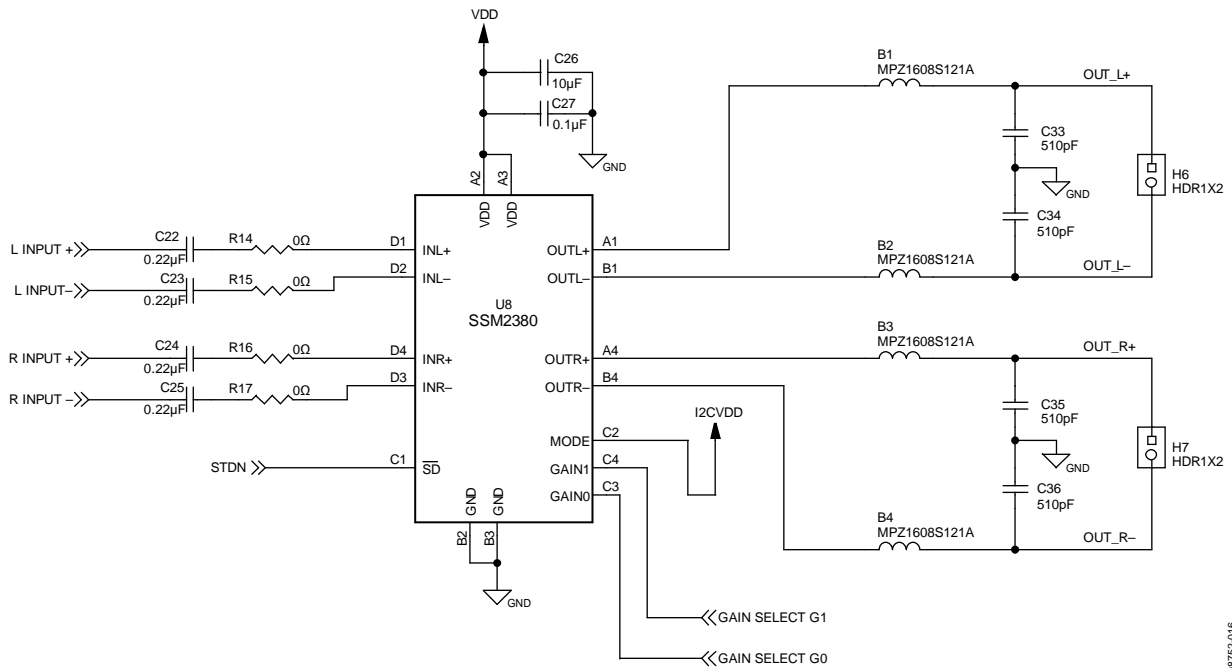 VDD
C26
10µF
C27
0.1µF
GND
A2
A3
VDD
VDD
L INPUT +
C22
0.22µF
R14
0Ω
D1
INL+
L INPUT–
C23
0.22µF
R15
0Ω
D2
INL–
R INPUT +
C24
0.22µF
R16
0Ω
D4
INR+
R INPUT –
C25
0.22µF
R17
0Ω
D3
INR–
STDN
C1
SD
U8
SSM2380
GND
GND
B2
B3
GND
OUTL+
A1
OUTL–
B1
OUTR+
A4
OUTR–
B4
MODE
C2
GAIN1
C4
GAIN0
C3
I2CVDD
GAIN SELECT G1
GAIN SELECT G0
B1
MPZ1608S121A
OUT_L+
C33
510pF
GND
C34
510pF
H6
HDR1X2
B2
MPZ1608S121A
OUT_L–
B3
MPZ1608S121A
OUT_R+
C35
510pF
GND
C36
510pF
H7
HDR1X2
B4
MPZ1608S121A
OUT_R–